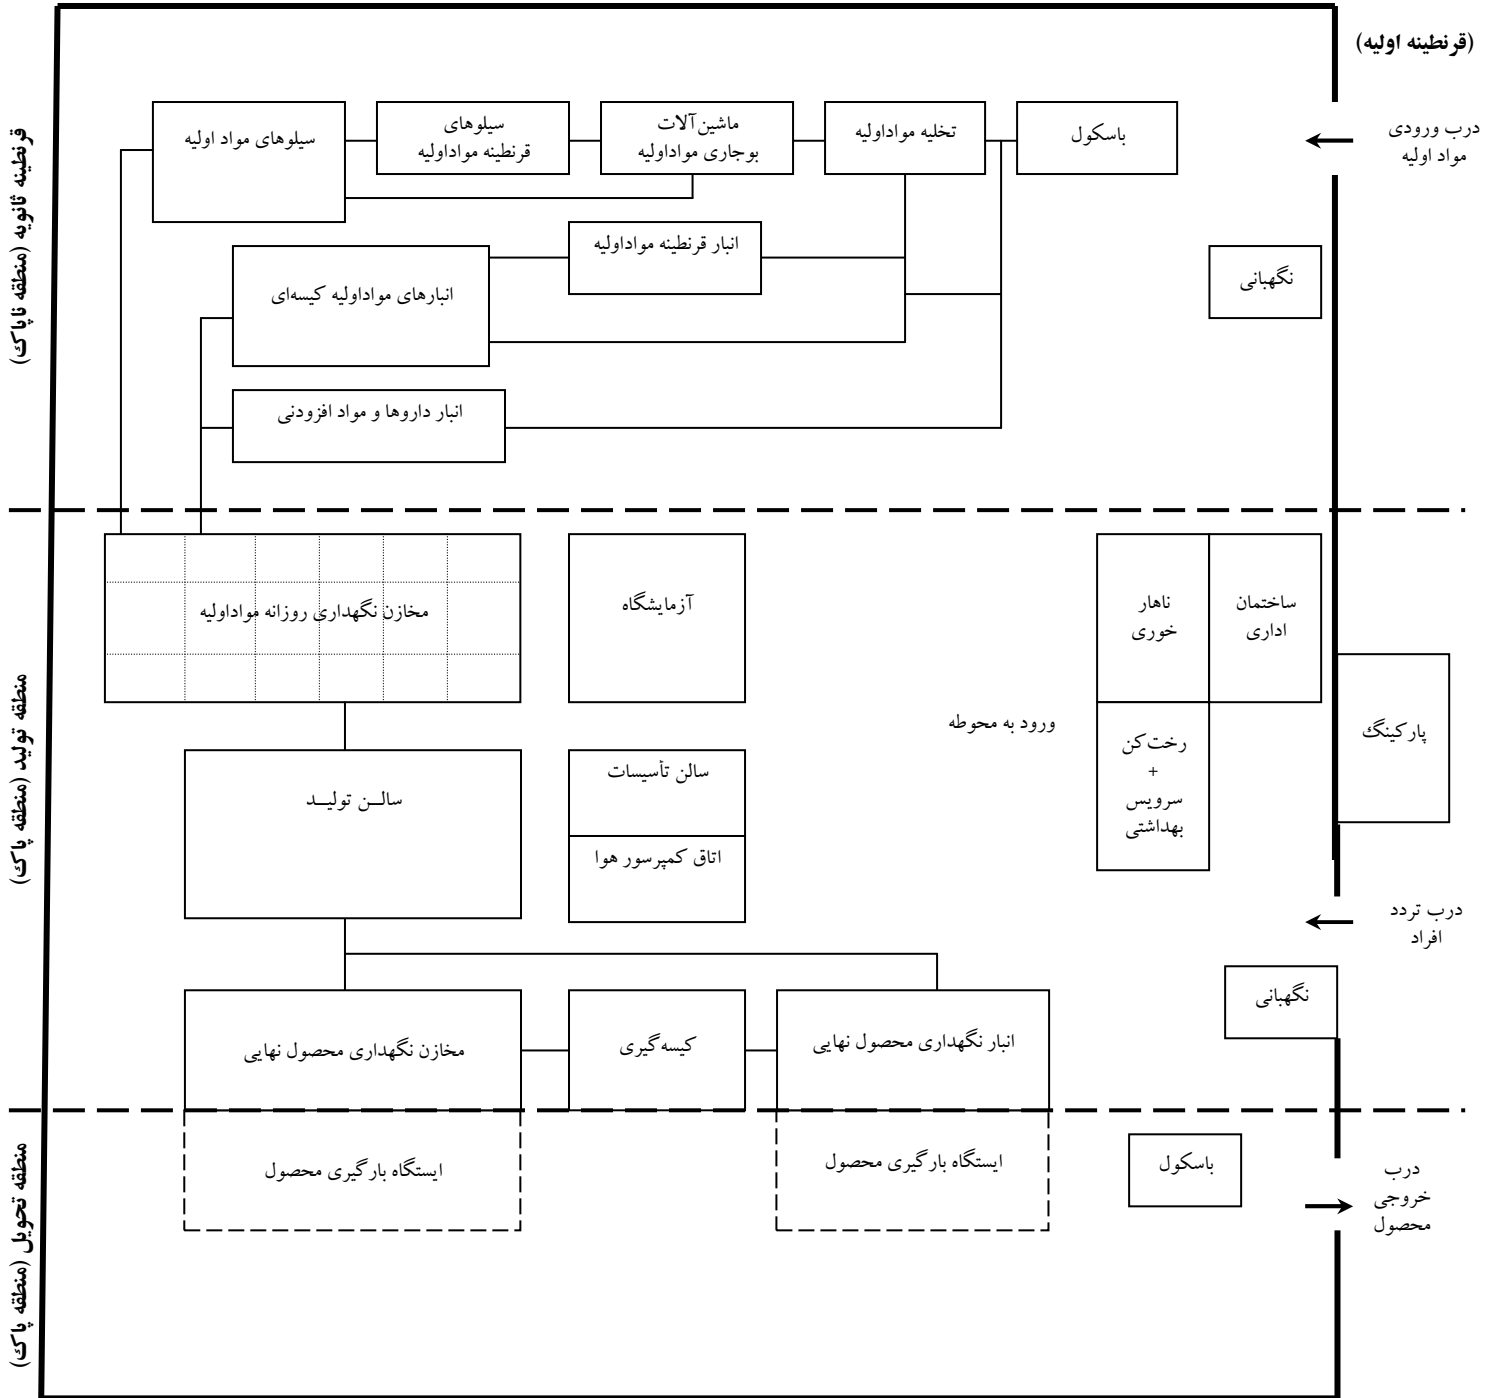 (قرنطینه اولیه)
درب ورودی
مواد اولیه
باسکول
تخلیه مواداولیه
ماشین‌آلات
بوجاری مواداولیه
سیلوهای
قرنطینه مواداولیه
سیلوهای مواد اولیه
قرنطینه ثانویه (منطقه ناپاک)
انبار قرنطینه مواداولیه
نگهبانی
انبارهای مواداولیه کیسه‌ای
انبار داروها و مواد افزودنی
ساختمان
اداری
ناهار
خوری
آزمایشگاه
مخازن نگهداری روزانه مواداولیه
منطقه تولید (منطقه پاک)
پارکینگ
ورود به محوطه
رخت‌کن
+
سرویس
بهداشتی
سالن تأسیسات
سالــن تولیــد
اتاق کمپرسور هوا
درب تردد
افراد
نگهبانی
انبار نگهداری محصول نهایی
کیسه‌گیری
مخازن نگهداری محصول نهایی
منطقه تحویل (منطقه پاک)
درب
خروجی
محصول
باسکول
ایستگاه بارگیری محصول
ایستگاه بارگیری محصول